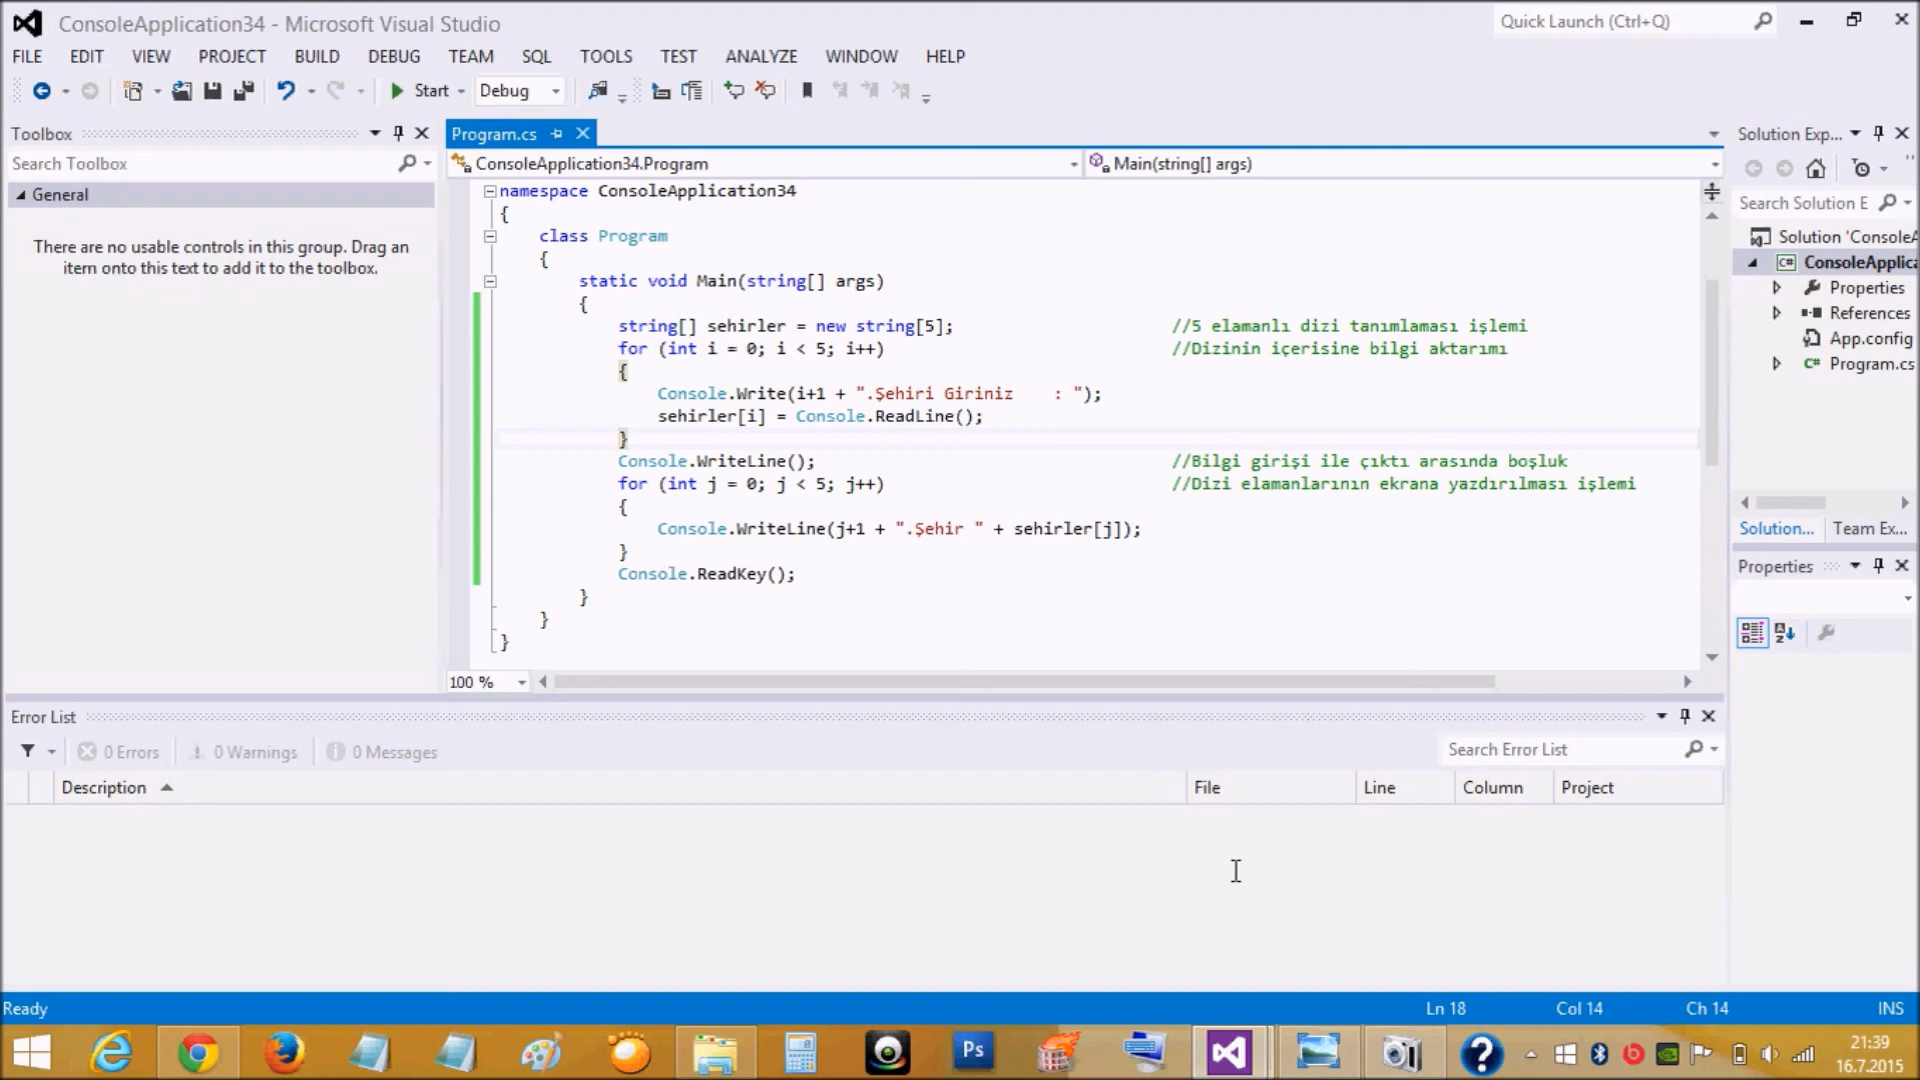 ConsoleApplication34 - Microsoft Visual Studio
Quick Launch (Ctrl+Q)
FILE EDIT VIEW PROJECT BUILD DEBUG TEAM SQL TOOLS TEST ANALYZE WINDOW HELP
Start Debug
Toolbox
Search Toolbox
General
There are no usable controls in this group. Drag an
item onto this text to add it to the toolbox.
Program.cs
ConsoleApplication34.Program
Main(string[] args)
namespace ConsoleApplication34
{
class Program
{
static void Main(string[] args)
{
string[] sehirler = new string[5]; //5 elamanlı dizi tanımlaması işlemi
for (int i = 0; i < 5; i++) //Dizinin içerisine bilgi aktarımı
{
Console.Write(i+1 + ".Şehiri Giriniz    : ");
sehirler[i] = Console.ReadLine();
}
Console.WriteLine(); //Bilgi girişi ile çıktı arasında boşluk
for (int j = 0; j < 5; j++) //Dizi elamanlarının ekrana yazdırılması işlemi
{
Console.WriteLine(j+1 + ".Şehir " + sehirler[j]);
}
Console.ReadKey();
}
}
}
100 %
Solution Exp...
Search Solution E
Solution 'ConsoleA
C# ConsoleApplica
Properties
References
App.config
C# Program.cs
Solution... Team Ex...
Properties
Error List
0 Errors 0 Warnings 0 Messages
Search Error List
Description File Line Column Project
Ready Ln 18 Col 14 Ch 14 INS
Ps
21:39
16.7.2015